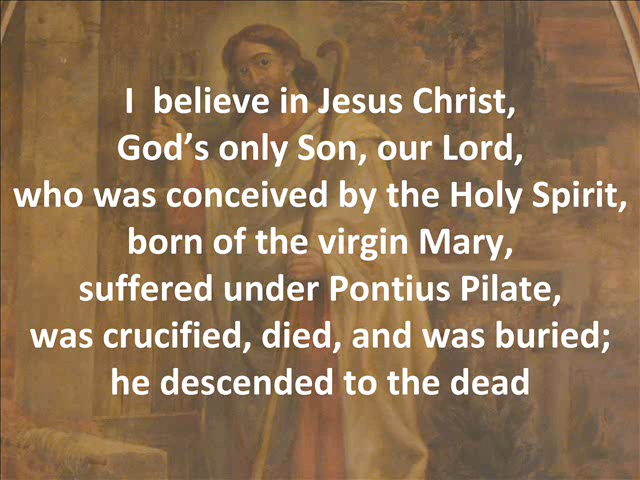 I  believe in Jesus Christ,
God’s only Son, our Lord,
who was conceived by the Holy Spirit,
born of the virgin Mary,
suffered under Pontius Pilate,
was crucified, died, and was buried;
he descended to the dead